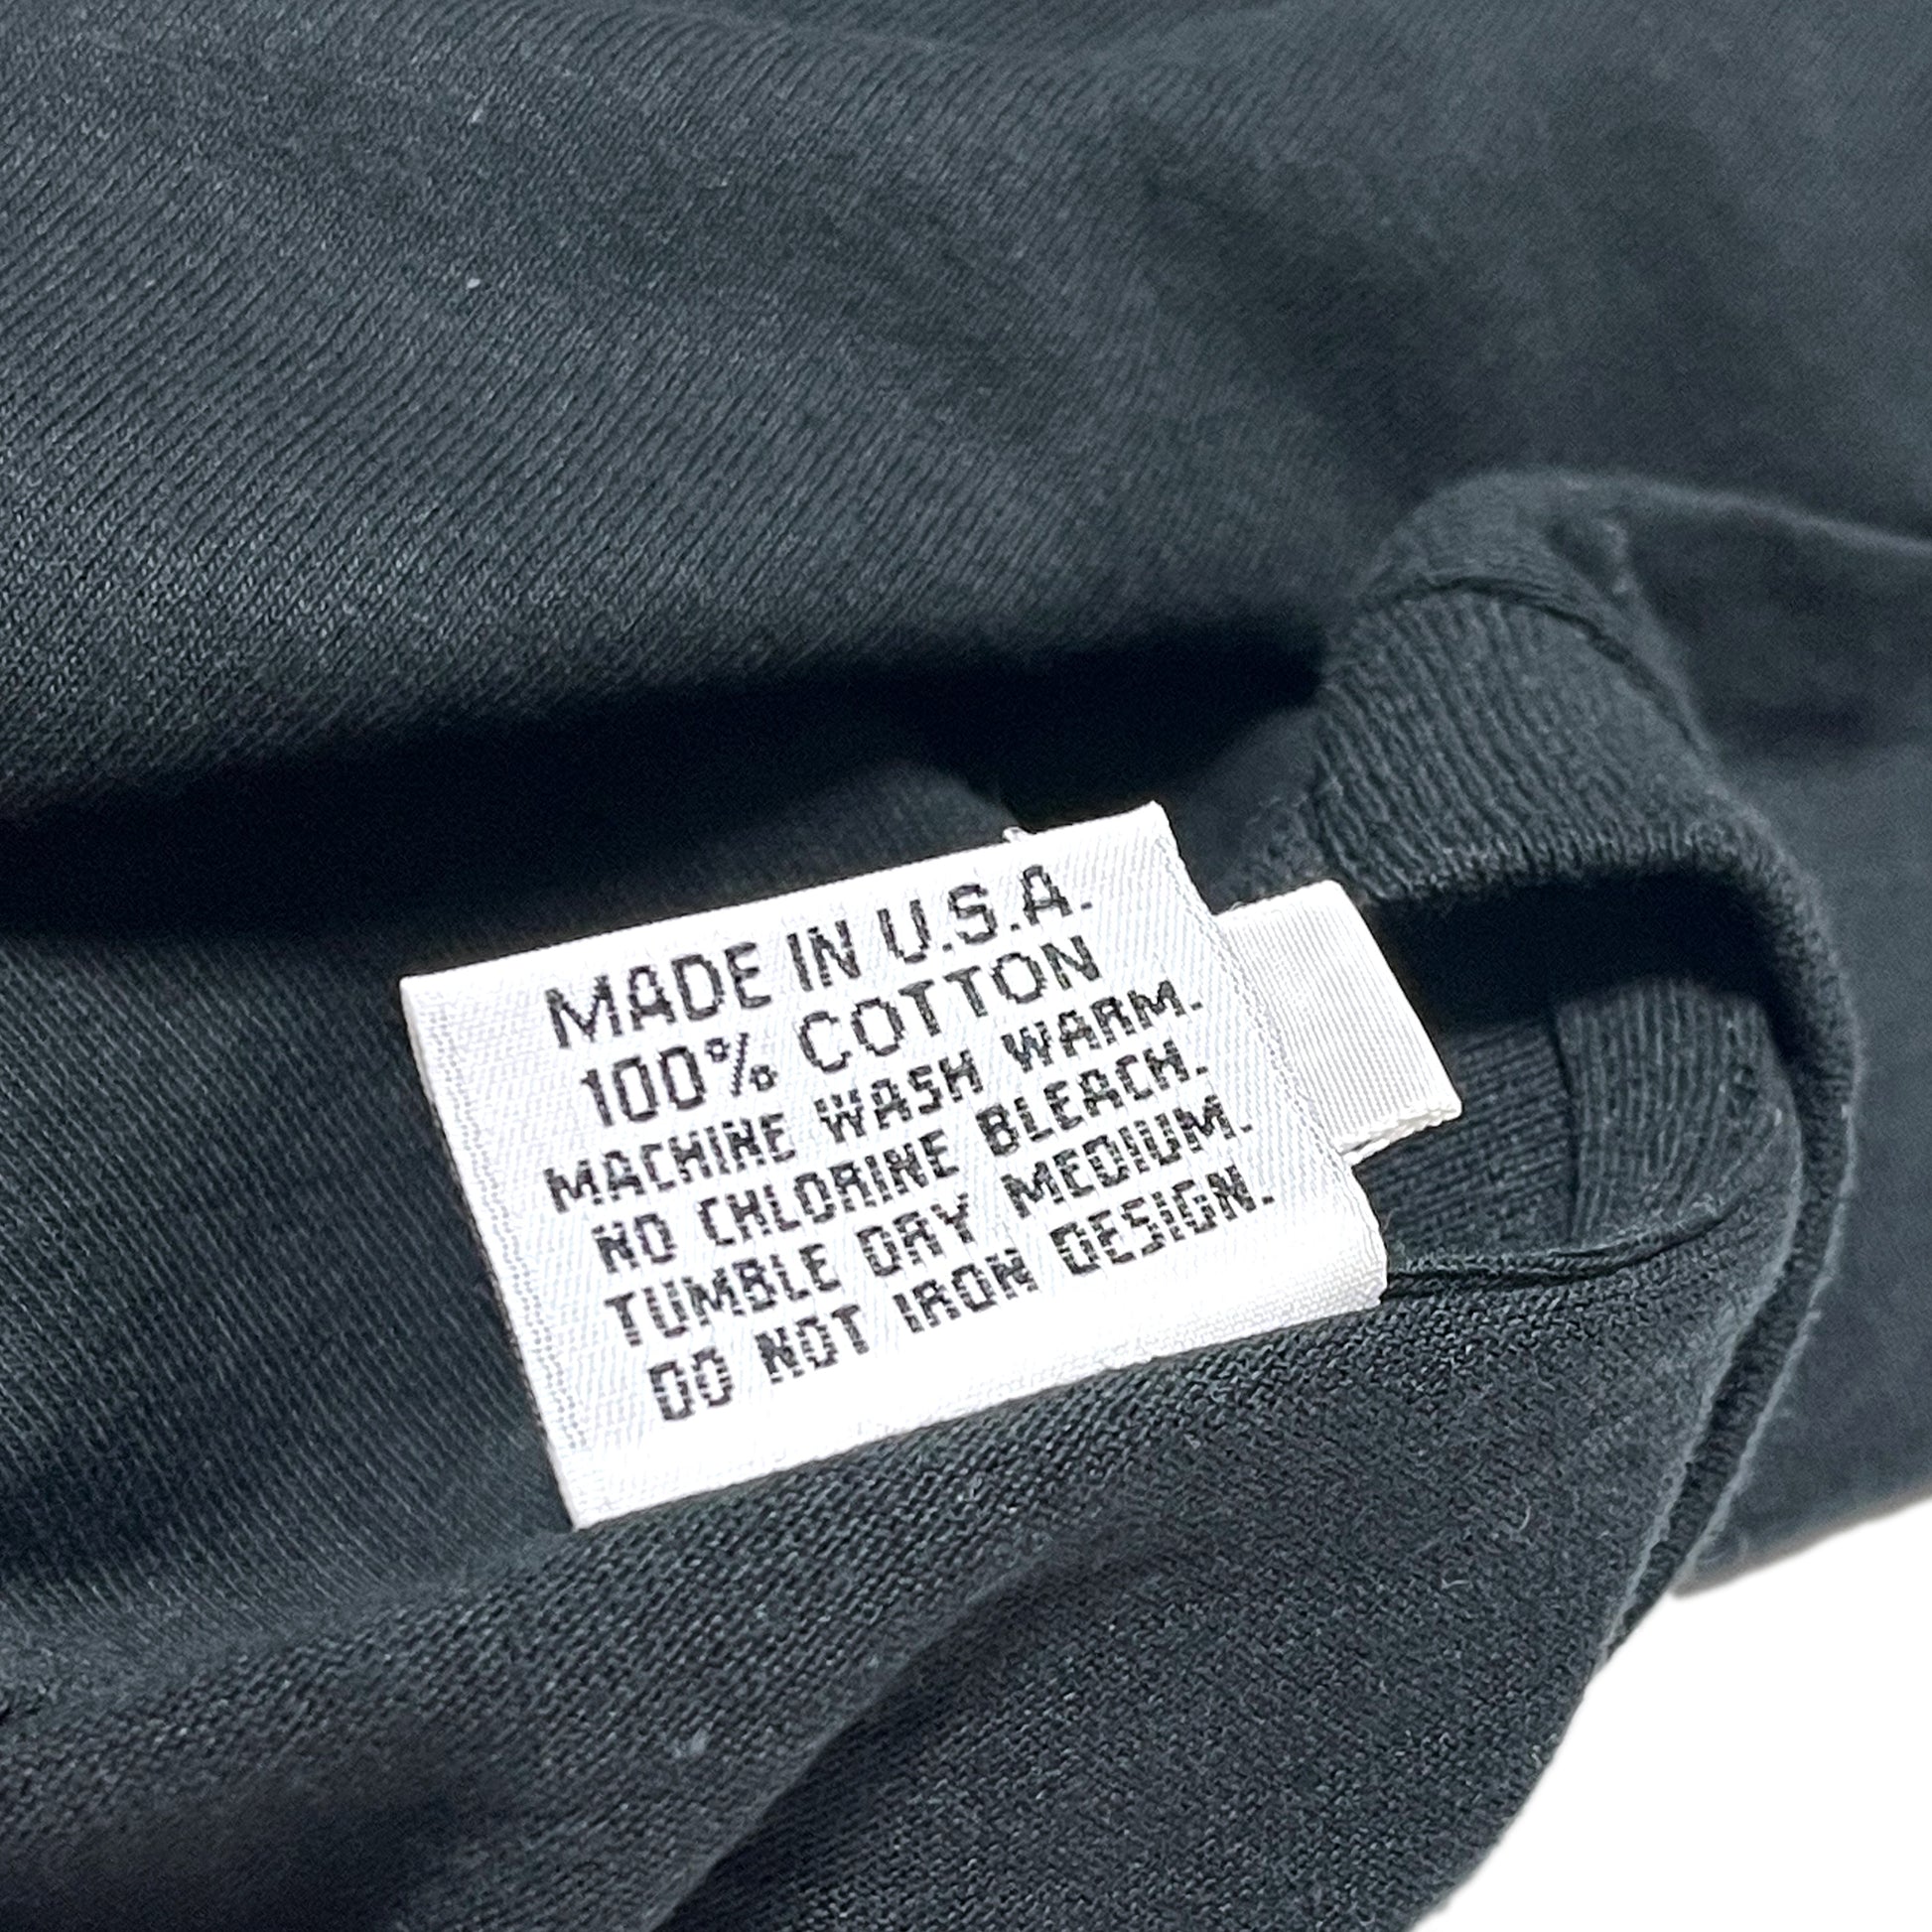 MADE IN U.S.A.
100% COTTON
MACHINE WASH WARM.
NO CHLORINE BLEACH.
TUMBLE DRY MEDIUM.
DO NOT IRON DESIGN.